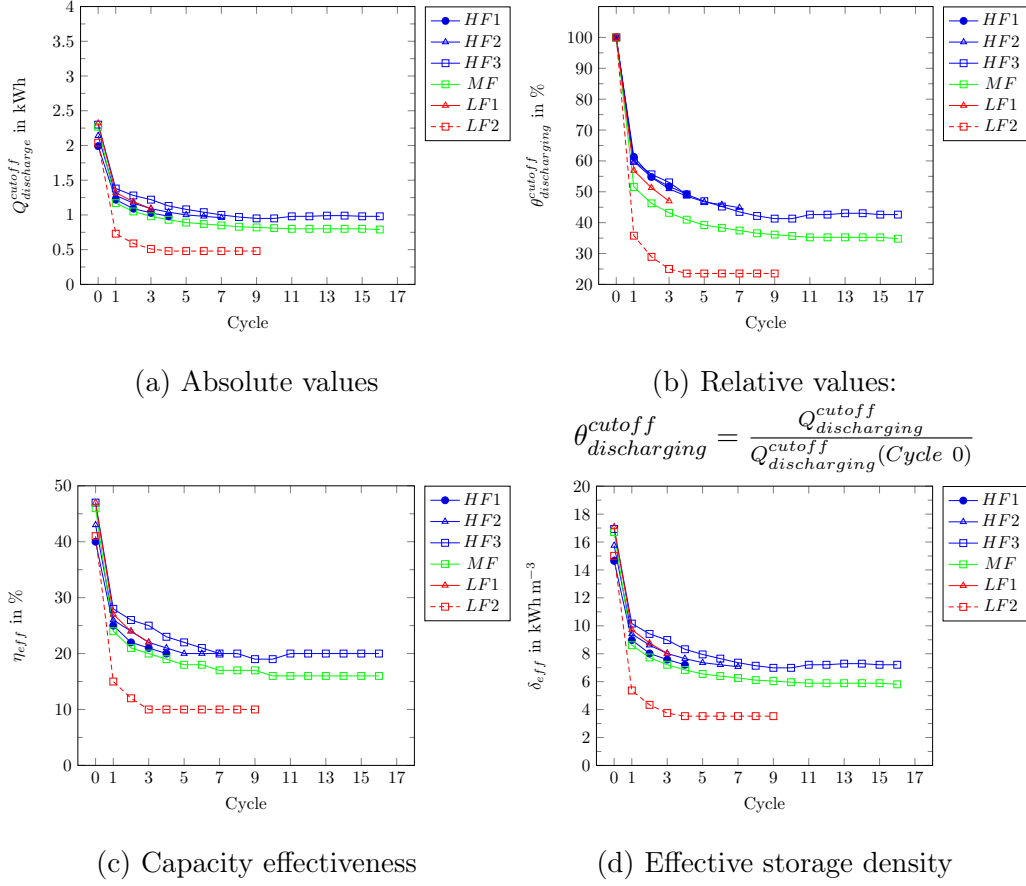 4
3.5
3
2.5
2
1.5
1
0.5
0
0 1 3 5 7 9 11 13 15 17
Q^{cutoff}_{discharge} in kWh
Cycle
HF1
HF2
HF3
MF
LF1
LF2
(a) Absolute values
100
90
80
70
60
50
40
30
20
0 1 3 5 7 9 11 13 15 17
θ^{cutoff}_{discharging} in %
Cycle
HF1
HF2
HF3
MF
LF1
LF2
(b) Relative values:
θ^{cutoff}_{discharging} = \frac{Q^{cutoff}_{discharging}}{Q^{cutoff}_{discharging}(Cycle 0)}
50
40
30
20
10
0
0 1 3 5 7 9 11 13 15 17
η_{eff} in %
Cycle
HF1
HF2
HF3
MF
LF1
LF2
(c) Capacity effectiveness
20
18
16
14
12
10
8
6
4
2
0
0 1 3 5 7 9 11 13 15 17
δ_{eff} in kWh m^{−3}
Cycle
HF1
HF2
HF3
MF
LF1
LF2
(d) Effective storage density